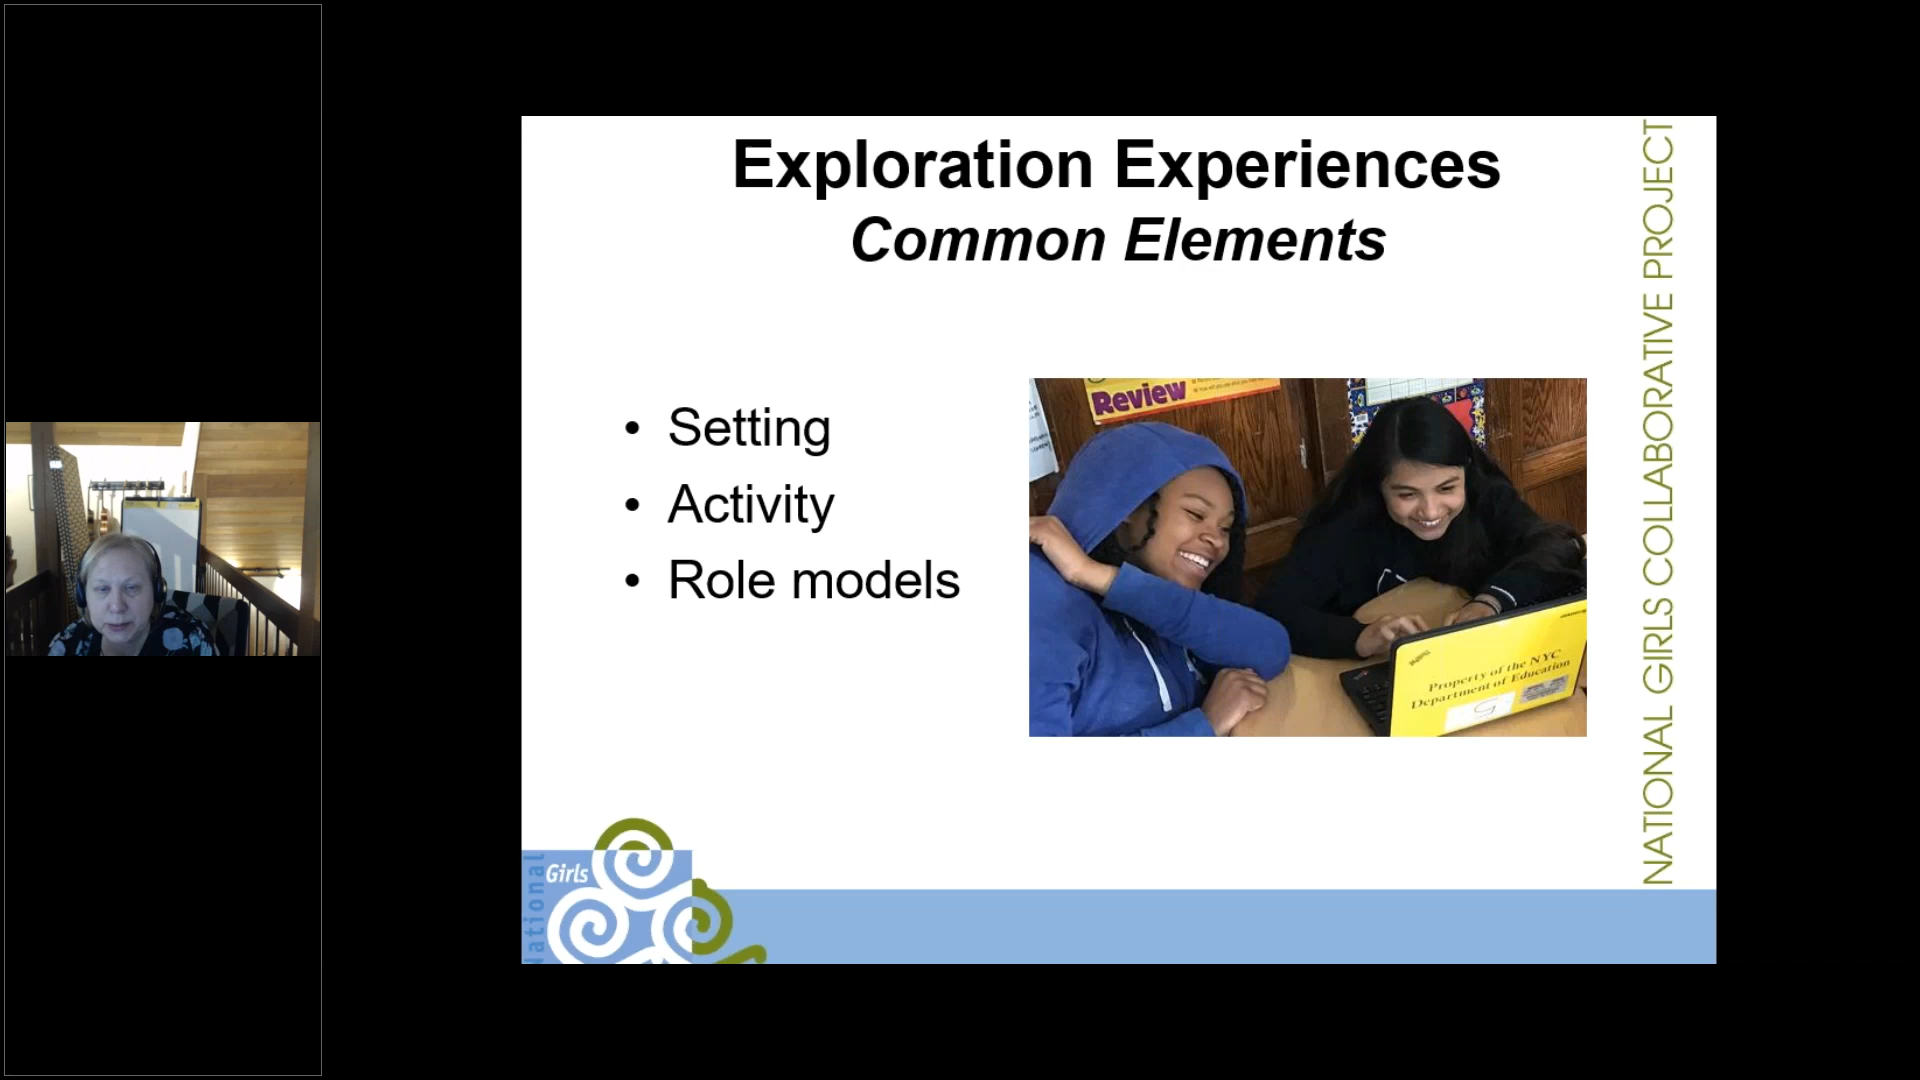 Exploration Experiences
Common Elements
• Setting
• Activity
• Role models
Review
Property of the NYC
Department of Education
NATIONAL GIRLS COLLABORATIVE PROJECT
Girls
National